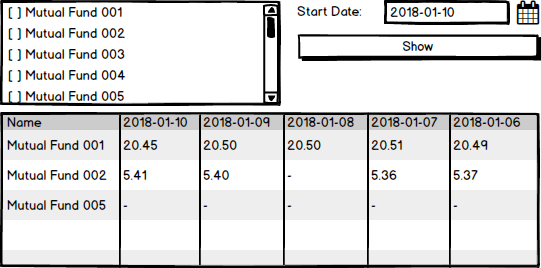 [ ] Mutual Fund 001
[ ] Mutual Fund 002
[ ] Mutual Fund 003
[ ] Mutual Fund 004
[ ] Mutual Fund 005
Start Date: 2018-01-10
Show
Name 2018-01-10 2018-01-09 2018-01-08 2018-01-07 2018-01-06
Mutual Fund 001 20.45 20.50 20.50 20.51 20.49
Mutual Fund 002 5.41 5.40 - 5.36 5.37
Mutual Fund 005 - - - - -